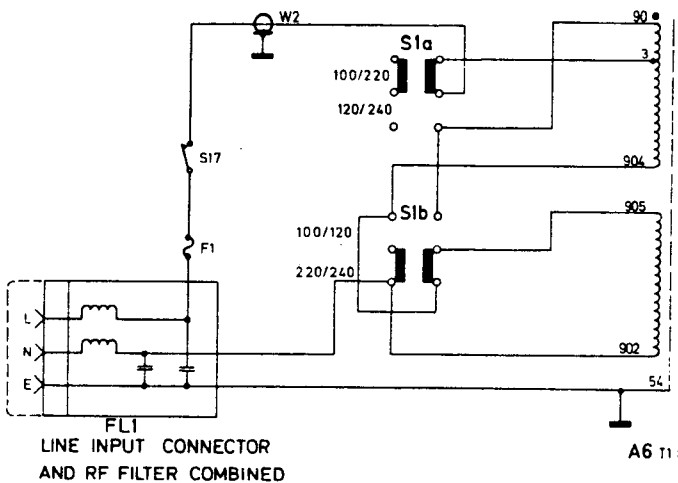 W2
90
S1a
3
100/220
120/240
S17
904
905
S1b
100/120
F1
220/240
L
N
902
E
54
FL1
LINE INPUT CONNECTOR
AND RF FILTER COMBINED
A6 T1